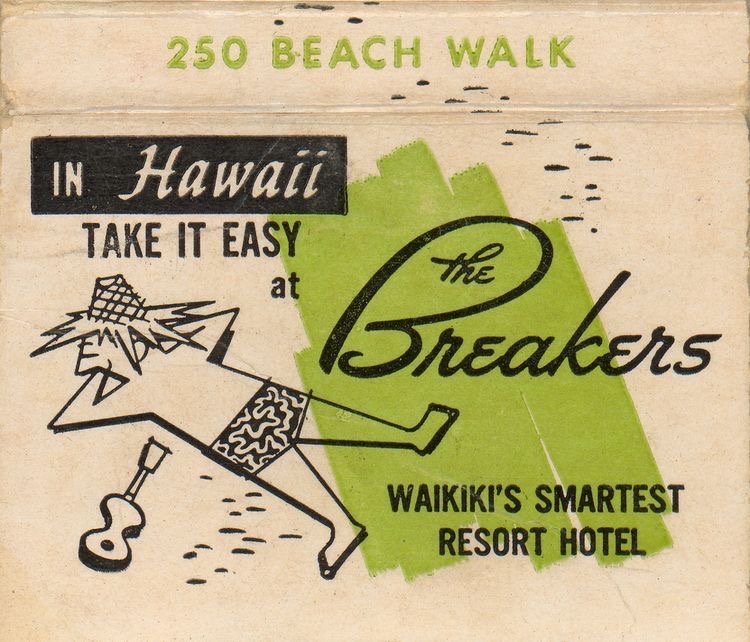 250 BEACH WALK
IN Hawaii
TAKE IT EASY
at
the
Breakers
WAIKIKI'S SMARTEST
RESORT HOTEL